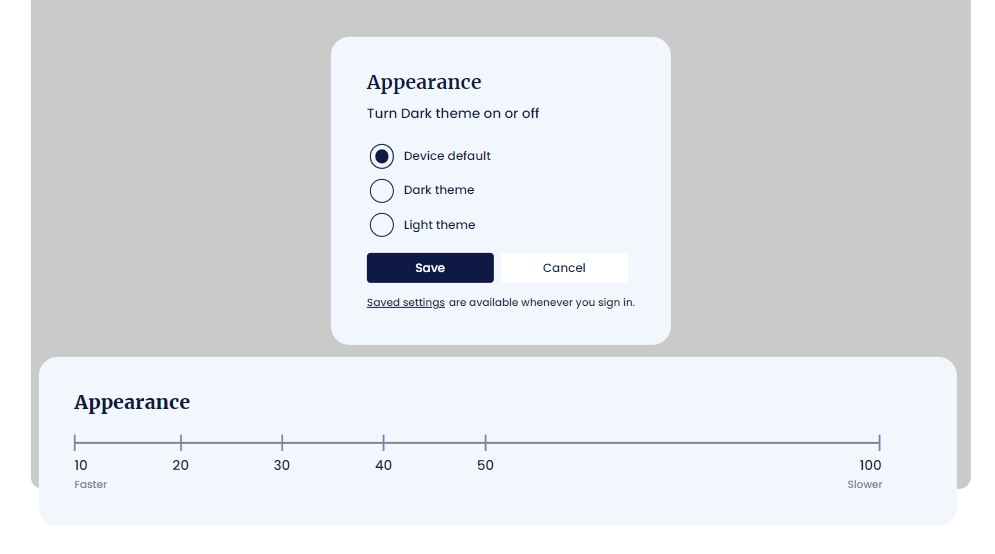 Appearance
Turn Dark theme on or off
Device default
Dark theme
Light theme
Save Cancel
Saved settings are available whenever you sign in.
Appearance
10 20 30 40 50 100
Faster Slower